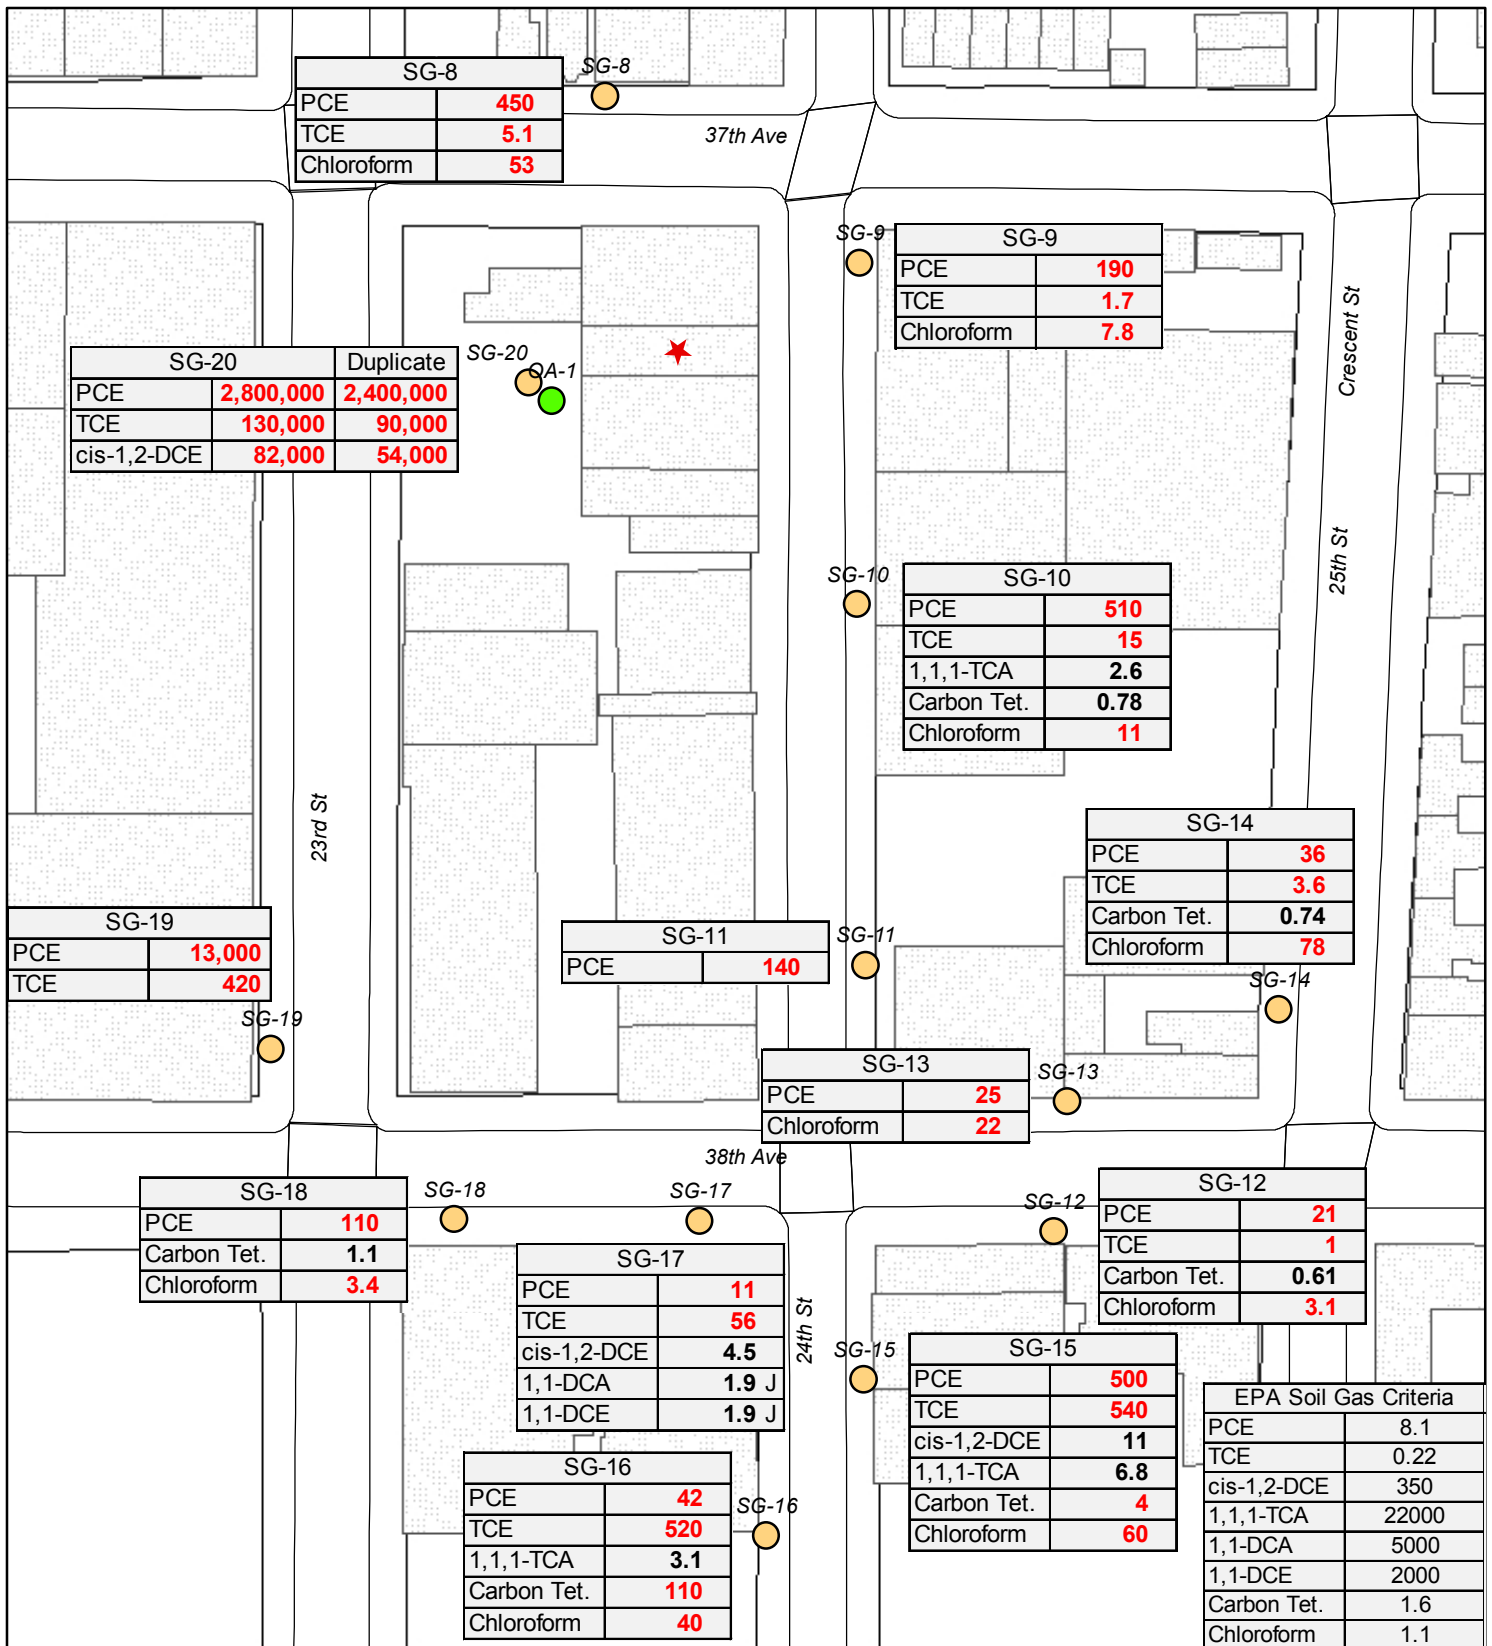 SG-8
SG-8
PCE 450
TCE 5.1
Chloroform 53
37th Ave
SG-9
SG-9
PCE 190
TCE 1.7
Chloroform 7.8
Crescent St
SG-20 Duplicate
PCE 2,800,000 2,400,000
TCE 130,000 90,000
cis-1,2-DCE 82,000 54,000
SG-20
OA-1
25th St
SG-10
SG-10
PCE 510
TCE 15
1,1,1-TCA 2.6
Carbon Tet. 0.78
Chloroform 11
23rd St
SG-14
PCE 36
TCE 3.6
Carbon Tet. 0.74
Chloroform 78
SG-14
SG-19
PCE 13,000
TCE 420
SG-19
SG-11
PCE 140
SG-11
SG-13
PCE 25
Chloroform 22
SG-13
38th Ave
SG-18
PCE 110
Carbon Tet. 1.1
Chloroform 3.4
SG-18
SG-17
SG-17
PCE 11
TCE 56
cis-1,2-DCE 4.5
1,1-DCA 1.9 J
1,1-DCE 1.9 J
24th St
SG-12
SG-12
PCE 21
TCE 1
Carbon Tet. 0.61
Chloroform 3.1
SG-15
SG-15
PCE 500
TCE 540
cis-1,2-DCE 11
1,1,1-TCA 6.8
Carbon Tet. 4
Chloroform 60
SG-16
PCE 42
TCE 520
1,1,1-TCA 3.1
Carbon Tet. 110
Chloroform 40
SG-16
EPA Soil Gas Criteria
PCE 8.1
TCE 0.22
cis-1,2-DCE 350
1,1,1-TCA 22000
1,1-DCA 5000
1,1-DCE 2000
Carbon Tet. 1.6
Chloroform 1.1